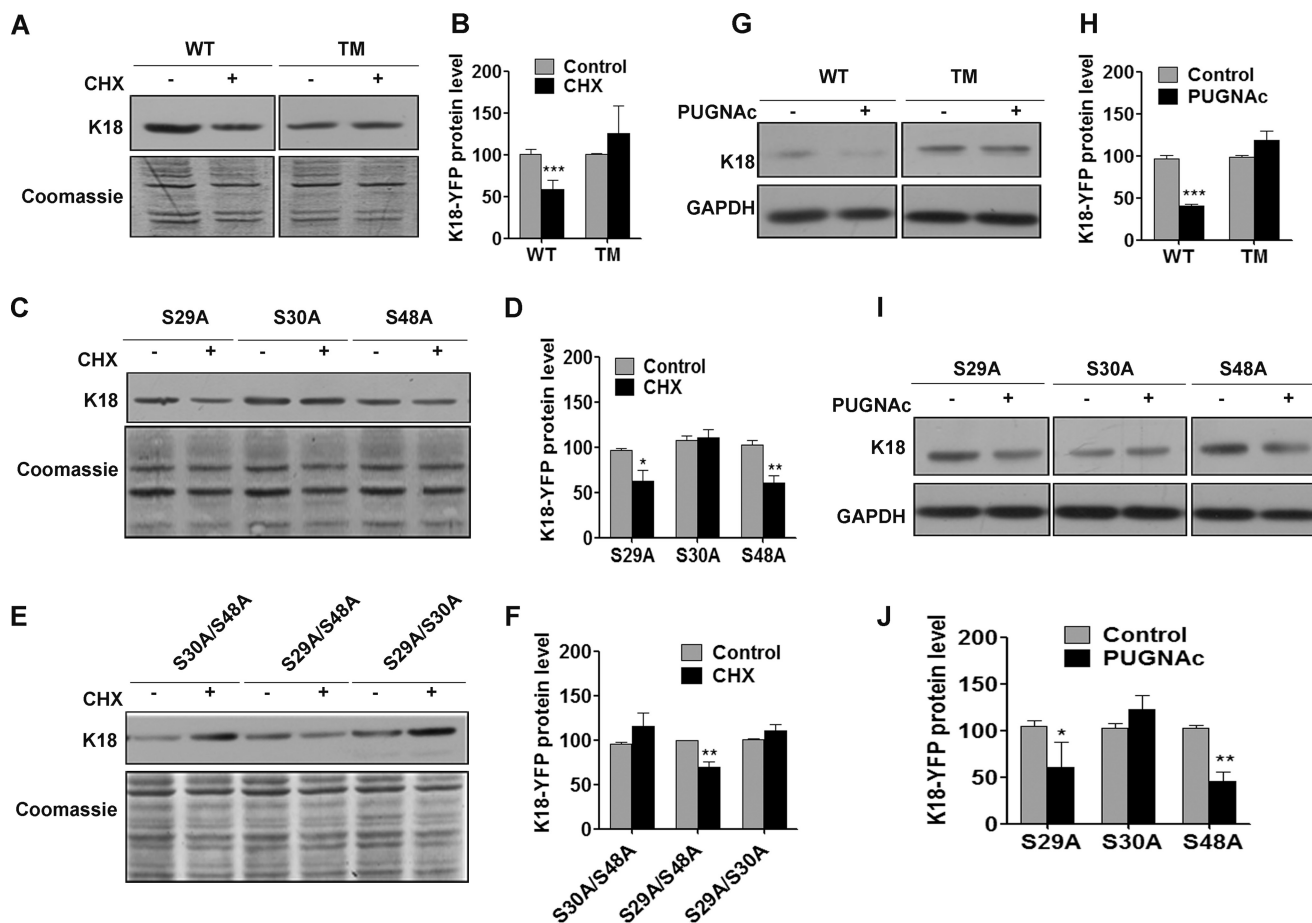 A
WT TM
CHX - + - +
K18
Coomassie
B
K18-YFP protein level
200
150
100
50
0
Control
CHX
***
WT TM
C
S29A S30A S48A
CHX - + - + - +
K18
Coomassie
D
K18-YFP protein level
200
150
100
50
0
Control
CHX
*
**
S29A S30A S48A
E
S30A/S48A S29A/S48A S29A/S30A
CHX - + - + - +
K18
Coomassie
F
K18-YFP protein level
200
150
100
50
0
Control
CHX
**
S30A/S48A S29A/S48A S29A/S30A
G
WT TM
PUGNAc - + - +
K18
GAPDH
H
K18-YFP protein level
200
150
100
50
0
Control
PUGNAc
***
WT TM
I
S29A S30A S48A
PUGNAc - + - + - +
K18
GAPDH
J
K18-YFP protein level
200
150
100
50
0
Control
PUGNAc
*
**
S29A S30A S48A